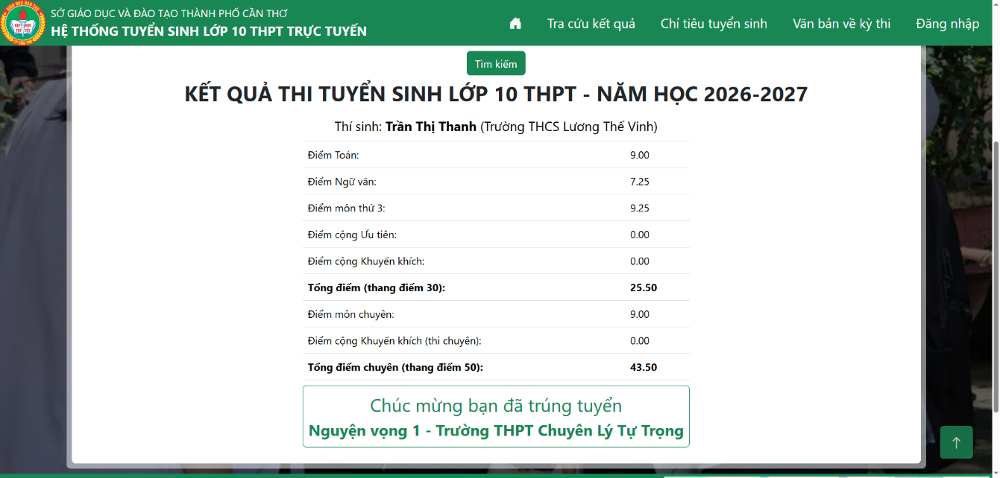 SỞ GIÁO DỤC VÀ ĐÀO TẠO THÀNH PHỐ CẦN THƠ
HỆ THỐNG TUYỂN SINH LỚP 10 THPT TRỰC TUYẾN
Tra cứu kết quả
Chỉ tiêu tuyển sinh
Văn bản về kỳ thi
Đăng nhập
Tìm kiếm
KẾT QUẢ THI TUYỂN SINH LỚP 10 THPT - NĂM HỌC 2026-2027
Thí sinh: Trần Thị Thanh (Trường THCS Lương Thế Vinh)
Điểm Toán: 9.00
Điểm Ngữ văn: 7.25
Điểm môn thứ 3: 9.25
Điểm cộng Ưu tiên: 0.00
Điểm cộng Khuyến khích: 0.00
Tổng điểm (thang điểm 30): 25.50
Điểm môn chuyên: 9.00
Điểm cộng Khuyến khích (thi chuyên): 0.00
Tổng điểm chuyên (thang điểm 50): 43.50
Chúc mừng bạn đã trúng tuyển
Nguyện vọng 1 - Trường THPT Chuyên Lý Tự Trọng